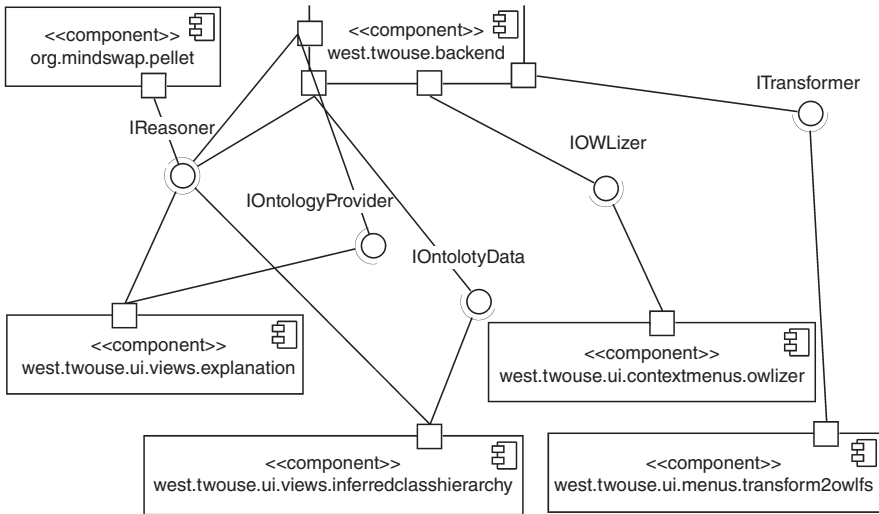 <<component>>
org.mindswap.pellet
<<component>>
west.twouse.backend
ITransformer
IReasoner
IOWLizer
IOntologyProvider
IOntolotyData
<<component>>
west.twouse.ui.views.explanation
<<component>>
west.twouse.ui.contextmenus.owlizer
<<component>>
west.twouse.ui.views.inferredclasshierarchy
<<component>>
west.twouse.ui.menus.transform2owlfs